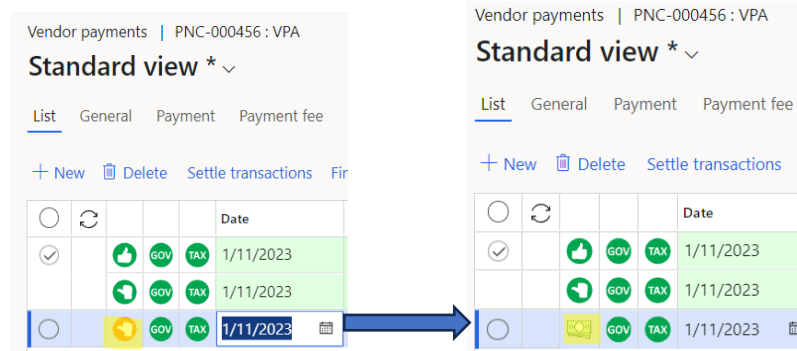 Vendor payments | PNC-000456 : VPA
Standard view *
List General Payment Payment fee
New Delete Settle transactions Fir
Date
GOV TAX 1/11/2023
GOV TAX 1/11/2023
GOV TAX 1/11/2023
Vendor payments | PNC-000456 : VPA
Standard view *
List General Payment Payment fee
New Delete Settle transactions
Date
GOV TAX 1/11/2023
GOV TAX 1/11/2023
GOV TAX 1/11/2023